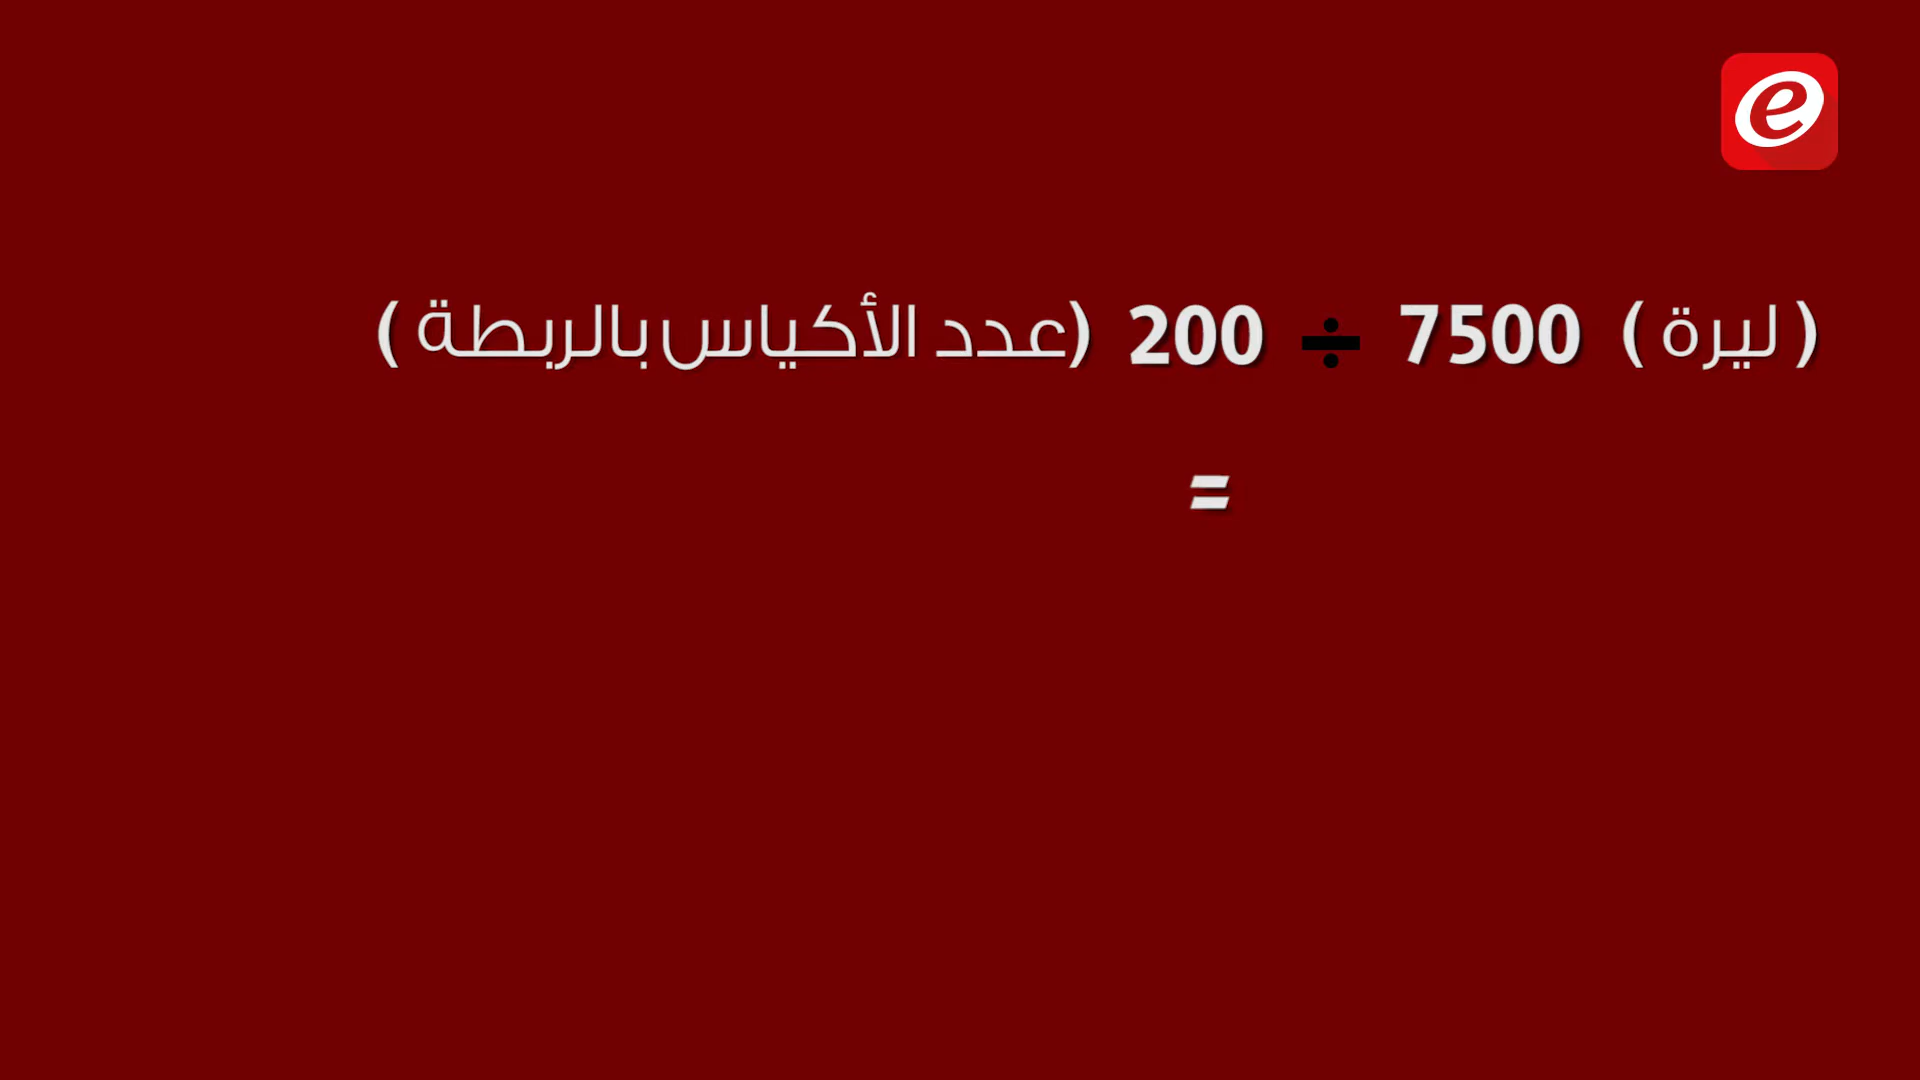 ( ليرة ) 7500 ÷ 200 (عدد الأكياس بالربطة )
=
e